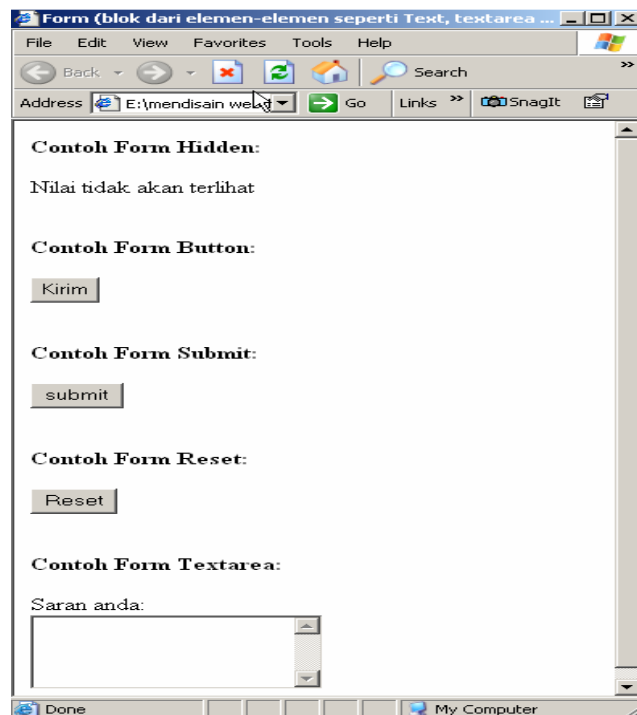 Form (blok dari elemen-elemen seperti Text, textarea ...
File Edit View Favorites Tools Help
Back Search
Address E:\mendisain Go Links SnagIt
Contoh Form Hidden:
Nilai tidak akan terlihat
Contoh Form Button:
Kirim
Contoh Form Submit:
submit
Contoh Form Reset:
Reset
Contoh Form Textarea:
Saran anda:
Done My Computer